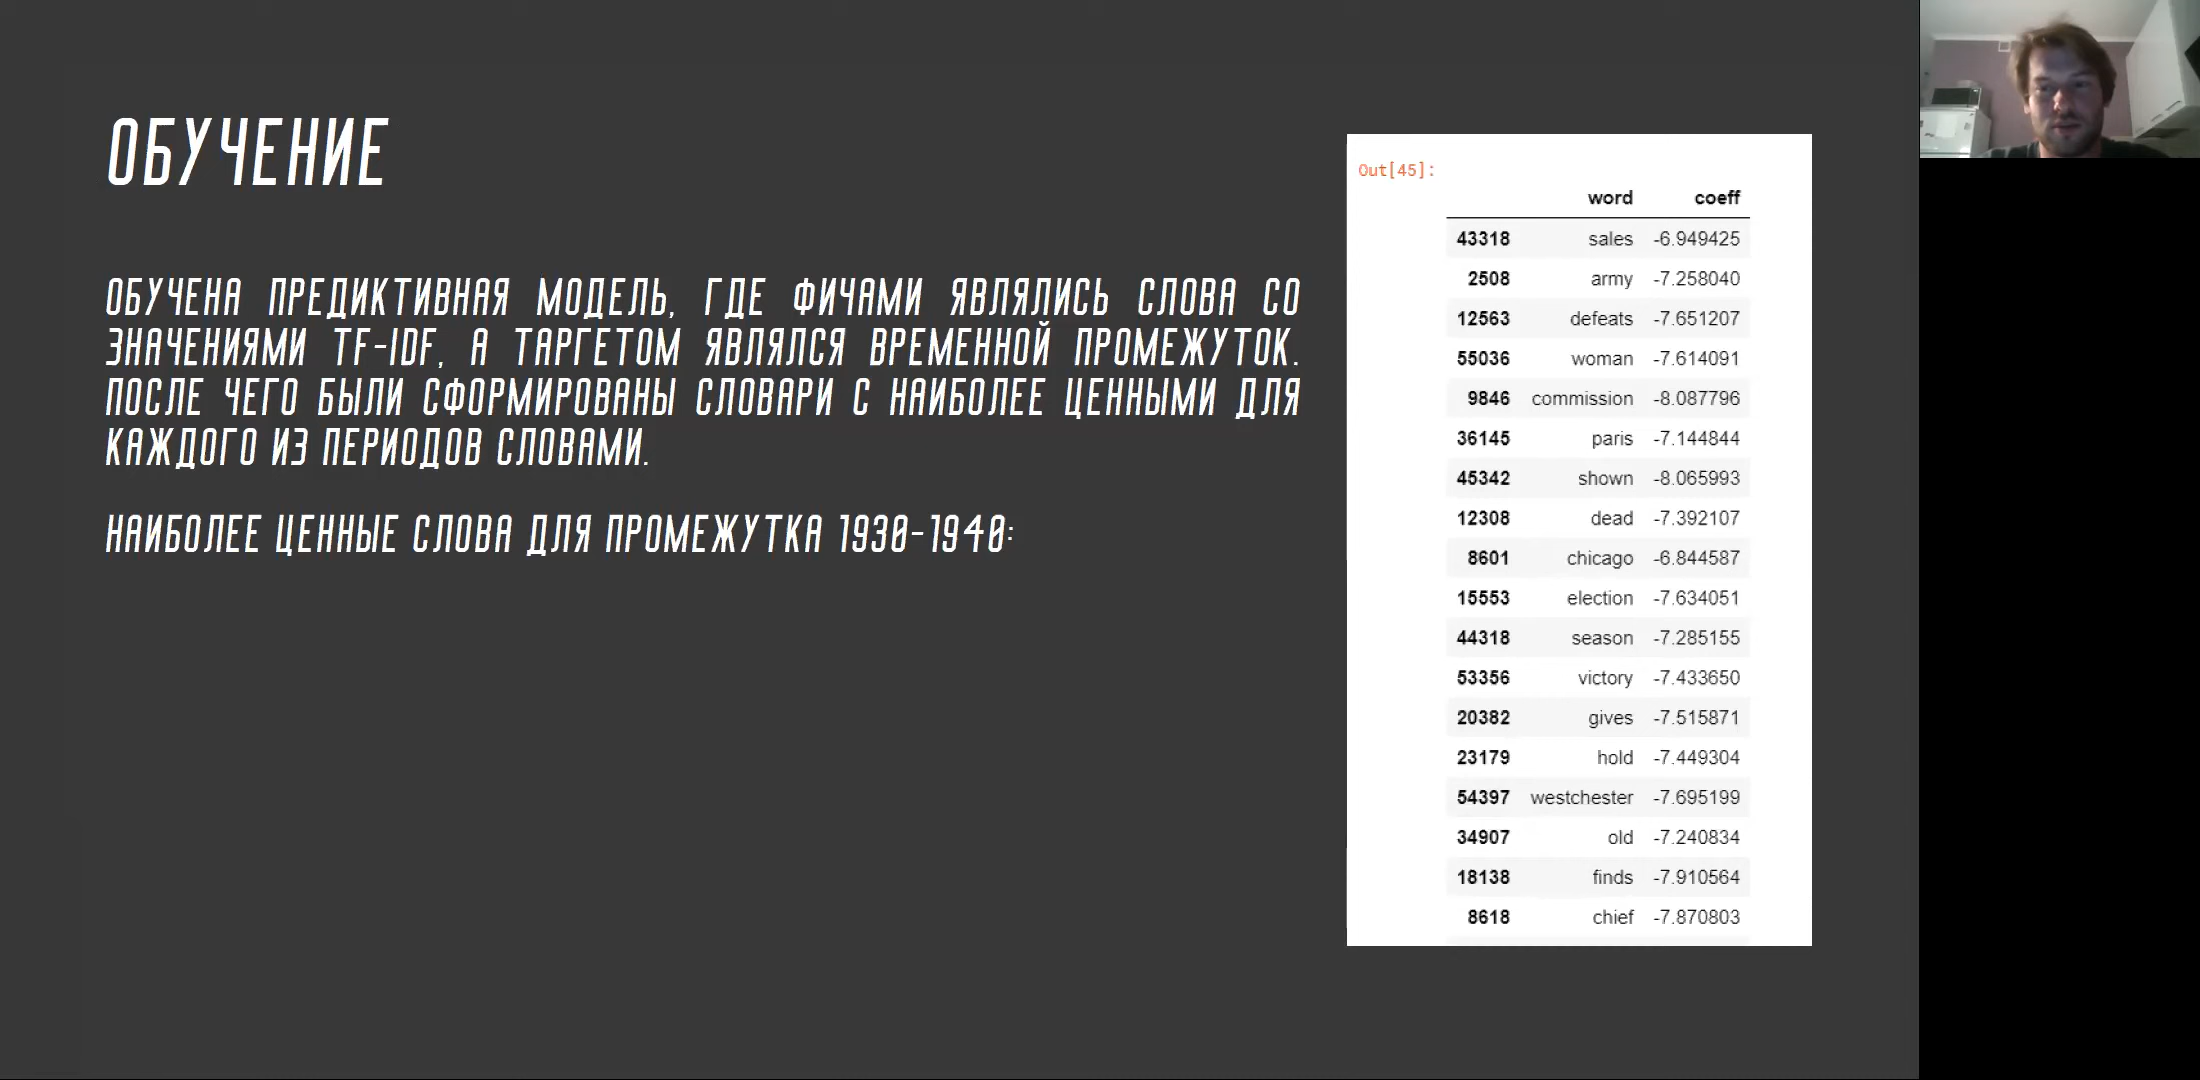 ОБУЧЕНИЕ
ОБУЧЕНА ПРЕДИКТИВНАЯ МОДЕЛЬ, ГДЕ ФИЧАМИ ЯВЛЯЛИСЬ СЛОВА СО
ЗНАЧЕНИЯМИ TF-IDF, А ТАРГЕТОМ ЯВЛЯЛСЯ ВРЕМЕННОЙ ПРОМЕЖУТОК.
ПОСЛЕ ЧЕГО БЫЛИ СФОРМИРОВАНЫ СЛОВАРИ С НАИБОЛЕЕ ЦЕННЫМИ ДЛЯ
КАЖДОГО ИЗ ПЕРИОДОВ СЛОВАМИ.
НАИБОЛЕЕ ЦЕННЫЕ СЛОВА ДЛЯ ПРОМЕЖУТКА 1930-1940:
Out[45]:
word coeff
43318 sales -6.949425
2508 army -7.258040
12563 defeats -7.651207
55036 woman -7.614091
9846 commission -8.087796
36145 paris -7.144844
45342 shown -8.065993
12308 dead -7.392107
8601 chicago -6.844587
15553 election -7.634051
44318 season -7.285155
53356 victory -7.433650
20382 gives -7.515871
23179 hold -7.449304
54397 westchester -7.695199
34907 old -7.240834
18138 finds -7.910564
8618 chief -7.870803